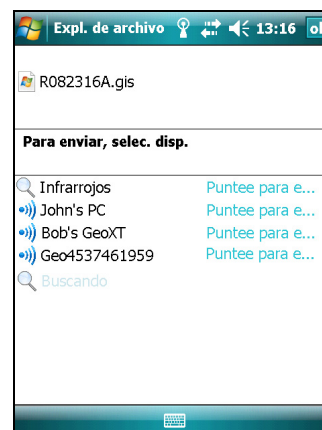 Expl. de archivo 13:16 ok
R082316A.gis
Para enviar, selec. disp.
Infrarrojos Puntee para e...
John's PC Puntee para e...
Bob's GeoXT Puntee para e...
Geo4537461959 Puntee para e...
Buscando